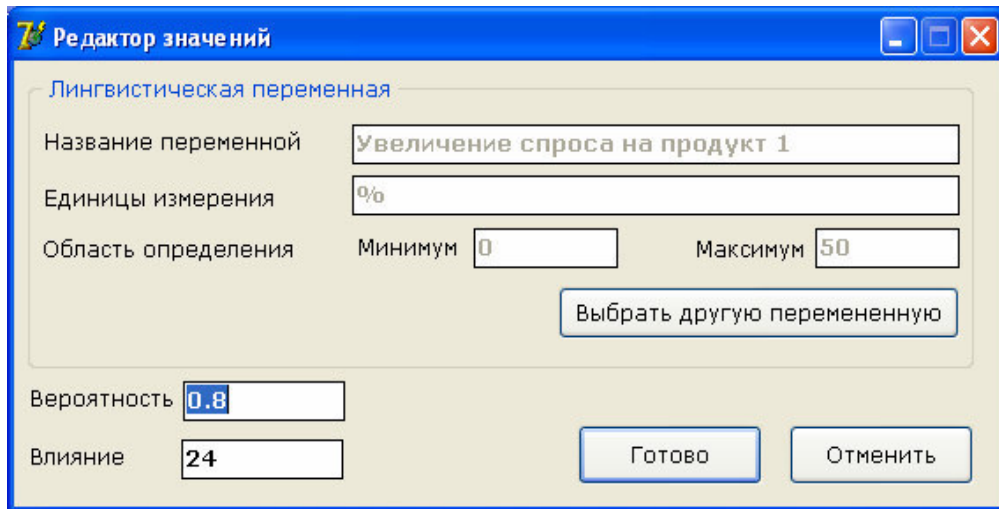 Редактор значений
Лингвистическая переменная
Название переменной Увеличение спроса на продукт 1
Единицы измерения %
Область определения Минимум 0 Максимум 50
Выбрать другую перемененную
Вероятность 0.8
Влияние 24 Готово Отменить